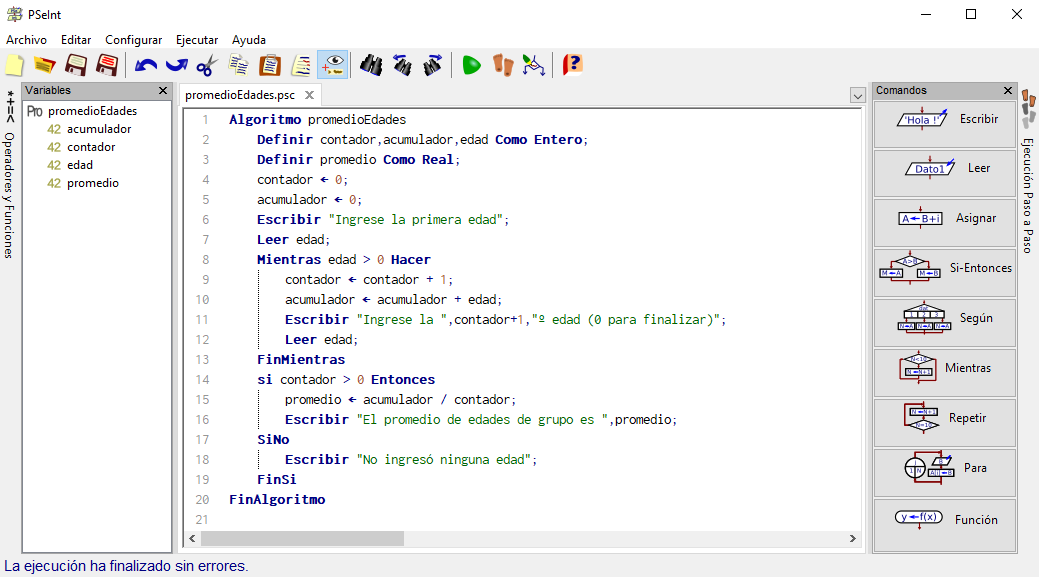 PSeInt
Archivo Editar Configurar Ejecutar Ayuda
Variables
promedioEdades.psc
Comandos
*+=<
Operadores y Funciones
Pro promedioEdades
42 acumulador
42 contador
42 edad
42 promedio
1 Algoritmo promedioEdades
2 Definir contador,acumulador,edad Como Entero;
3 Definir promedio Como Real;
4 contador ← 0;
5 acumulador ← 0;
6 Escribir "Ingrese la primera edad";
7 Leer edad;
8 Mientras edad > 0 Hacer
9 contador ← contador + 1;
10 acumulador ← acumulador + edad;
11 Escribir "Ingrese la ",contador+1,"º edad (0 para finalizar)";
12 Leer edad;
13 FinMientras
14 si contador > 0 Entonces
15 promedio ← acumulador / contador;
16 Escribir "El promedio de edades de grupo es ",promedio;
17 SiNo
18 Escribir "No ingresó ninguna edad";
19 FinSi
20 FinAlgoritmo
21
'Hola !' Escribir
Dato1 Leer
A←B+i Asignar
A>B M←A M←B Si-Entonces
Según
Mientras
Repetir
Para
y←f(x) Función
Ejecución Paso a Paso
La ejecución ha finalizado sin errores.